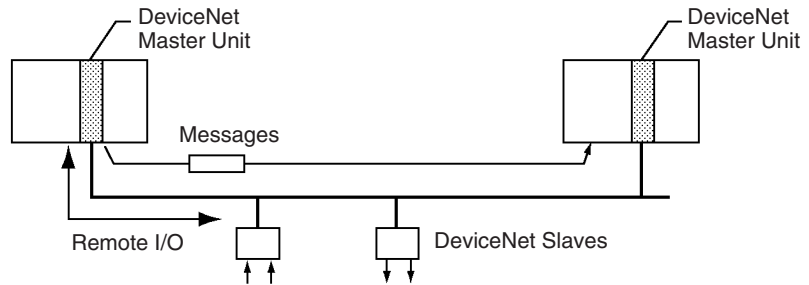 DeviceNet
Master Unit
DeviceNet
Master Unit
Messages
Remote I/O
DeviceNet Slaves